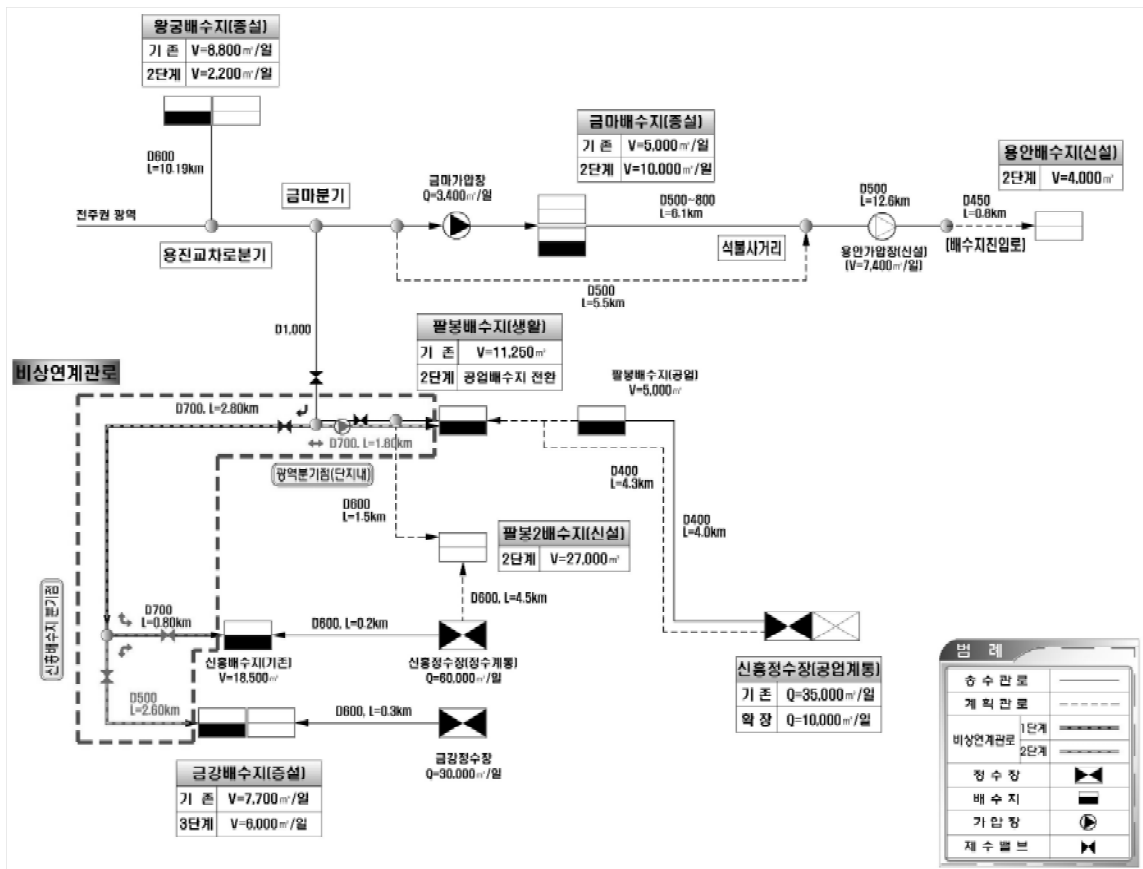 왕궁배수지(증설)
기 존 V=8,800㎥/일
2단계 V=2,200㎥/일
D600
L=10.19km
전주권 광역
용진교차로분기
금마분기
금마가압장
Q=3,400㎥/일
금마배수지(증설)
기 존 V=5,000㎥/일
2단계 V=10,000㎥/일
D500~800
L=6.1km
식물사거리
D500
L=12.6km
용안가압장(신설)
(V=7,400㎥/일)
D450
L=0.8km
(배수지진입로)
용안배수지(신설)
2단계 V=4,000㎥
D500
L=5.5km
D1,000
비상연계관로
D700, L=2.80km
D700, L=1.80km
광역분기점(단지내)
팔봉배수지(생활)
기 존 V=11,250㎥
2단계 공업배수지 전환
팔봉배수지(공업)
V=5,000㎥
D400
L=4.3km
D400
L=4.0km
D600
L=1.5km
팔봉2배수지(신설)
2단계 V=27,000㎥
D600, L=4.5km
신흥배수지 분기점
D700
L=0.80km
신흥배수지(기존)
V=18,500㎥
D600, L=0.2km
신흥정수장(정수계통)
Q=60,000㎥/일
D500
L=2.60km
D600, L=0.3km
금강정수장
Q=30,000㎥/일
금강배수지(증설)
기 존 V=7,700㎥/일
3단계 V=6,000㎥/일
신흥정수장(공업계통)
기 존 Q=35,000㎥/일
확 장 Q=10,000㎥/일
범 례
송 수 관 로
계 획 관 로
비상연계관로 1단계
2단계
정 수 장
배 수 지
가 압 장
제 수 밸 브